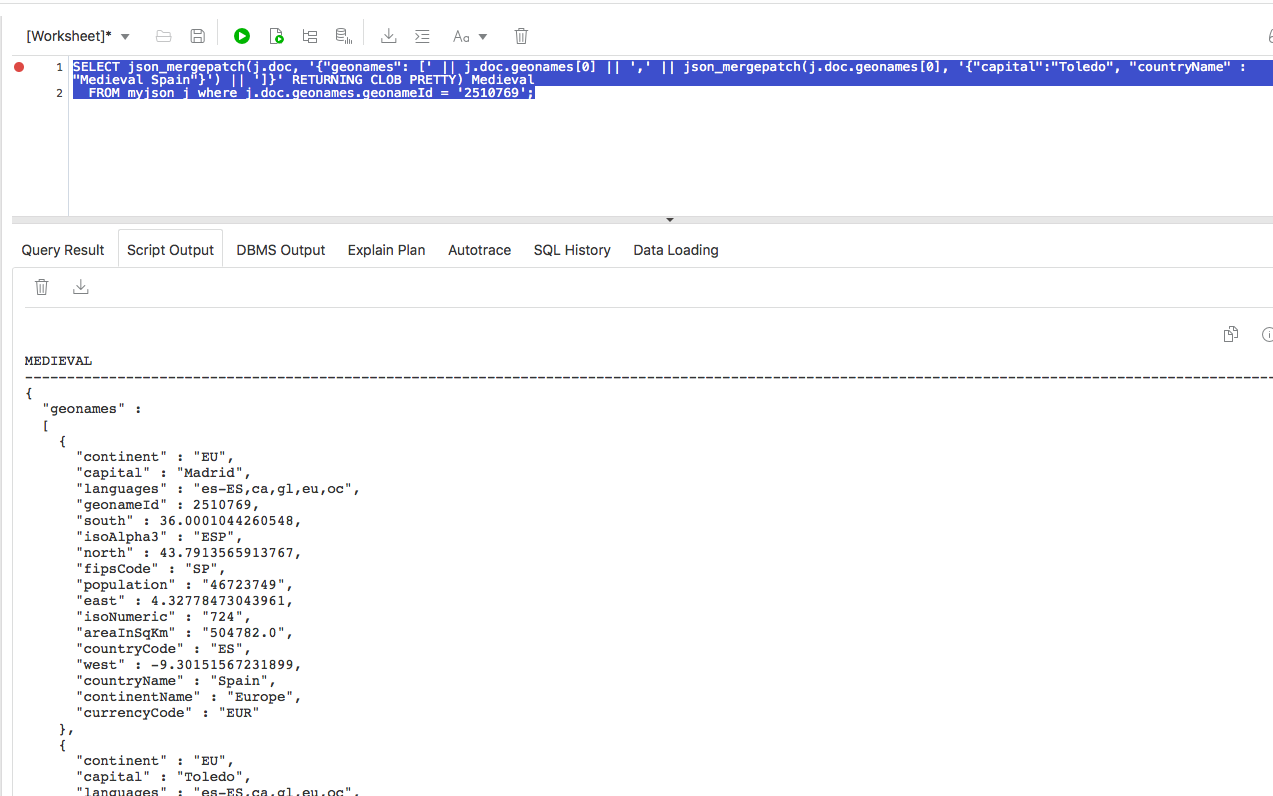 [Worksheet]*
Aa
1 SELECT json_mergepatch(j.doc, '{"geonames": [' || j.doc.geonames[0] || ',' || json_mergepatch(j.doc.geonames[0], '{"capital":"Toledo", "countryName" :
"Medieval Spain"}') || ']}' RETURNING CLOB PRETTY) Medieval
2 FROM myjson j where j.doc.geonames.geonameId = '2510769';
Query Result Script Output DBMS Output Explain Plan Autotrace SQL History Data Loading
MEDIEVAL
--------------------------------------------------------------------------------------------------------------------------------------------------------
{
"geonames" :
[
{
"continent" : "EU",
"capital" : "Madrid",
"languages" : "es-ES,ca,gl,eu,oc",
"geonameId" : 2510769,
"south" : 36.0001044260548,
"isoAlpha3" : "ESP",
"north" : 43.7913565913767,
"fipsCode" : "SP",
"population" : "46723749",
"east" : 4.32778473043961,
"isoNumeric" : "724",
"areaInSqKm" : "504782.0",
"countryCode" : "ES",
"west" : -9.30151567231899,
"countryName" : "Spain",
"continentName" : "Europe",
"currencyCode" : "EUR"
},
{
"continent" : "EU",
"capital" : "Toledo",
"languages" : "es-ES,ca,gl,eu,oc",